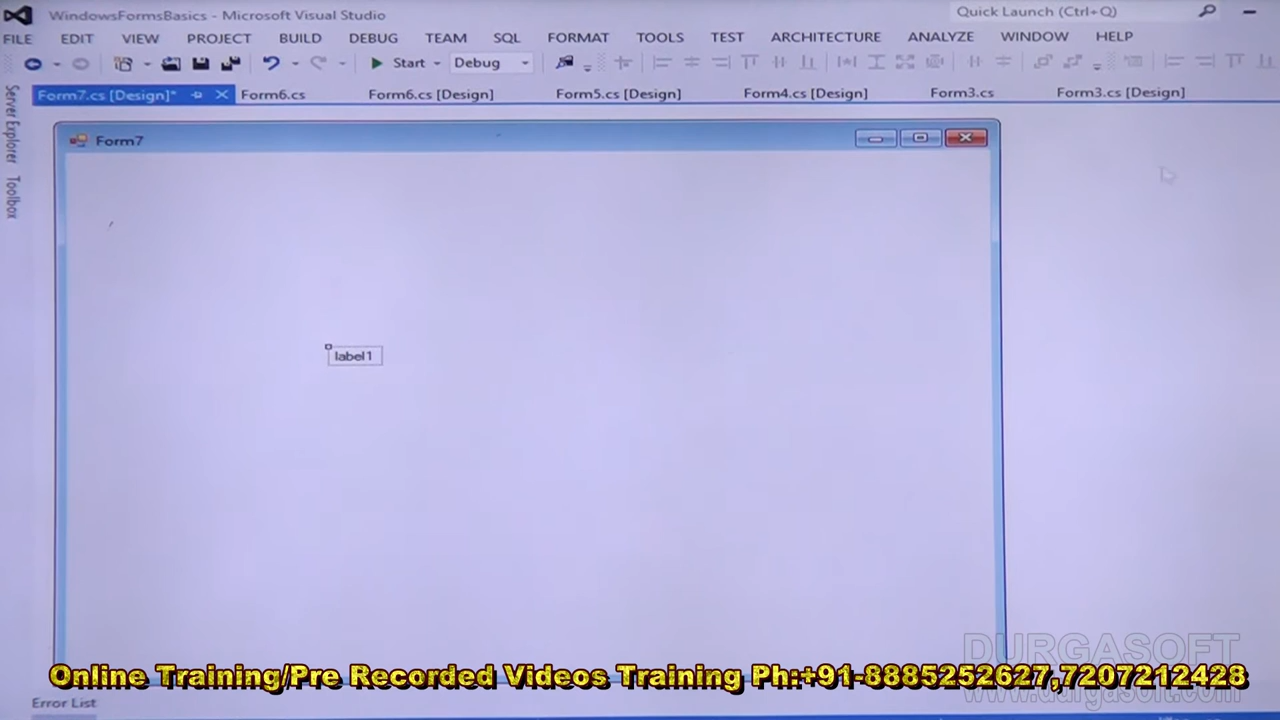 WindowsFormsBasics - Microsoft Visual Studio
Quick Launch (Ctrl+Q)
FILE EDIT VIEW PROJECT BUILD DEBUG TEAM SQL FORMAT TOOLS TEST ARCHITECTURE ANALYZE WINDOW HELP
Start Debug
Form7.cs [Design]* Form6.cs Form6.cs [Design] Form5.cs [Design] Form4.cs [Design] Form3.cs Form3.cs [Design]
Server Explorer
Toolbox
Form7
label1
DURGASOFT
Online Training/Pre Recorded Videos Training Ph:+91-8885252627,7207212428
www.durgasoft.com
Error List